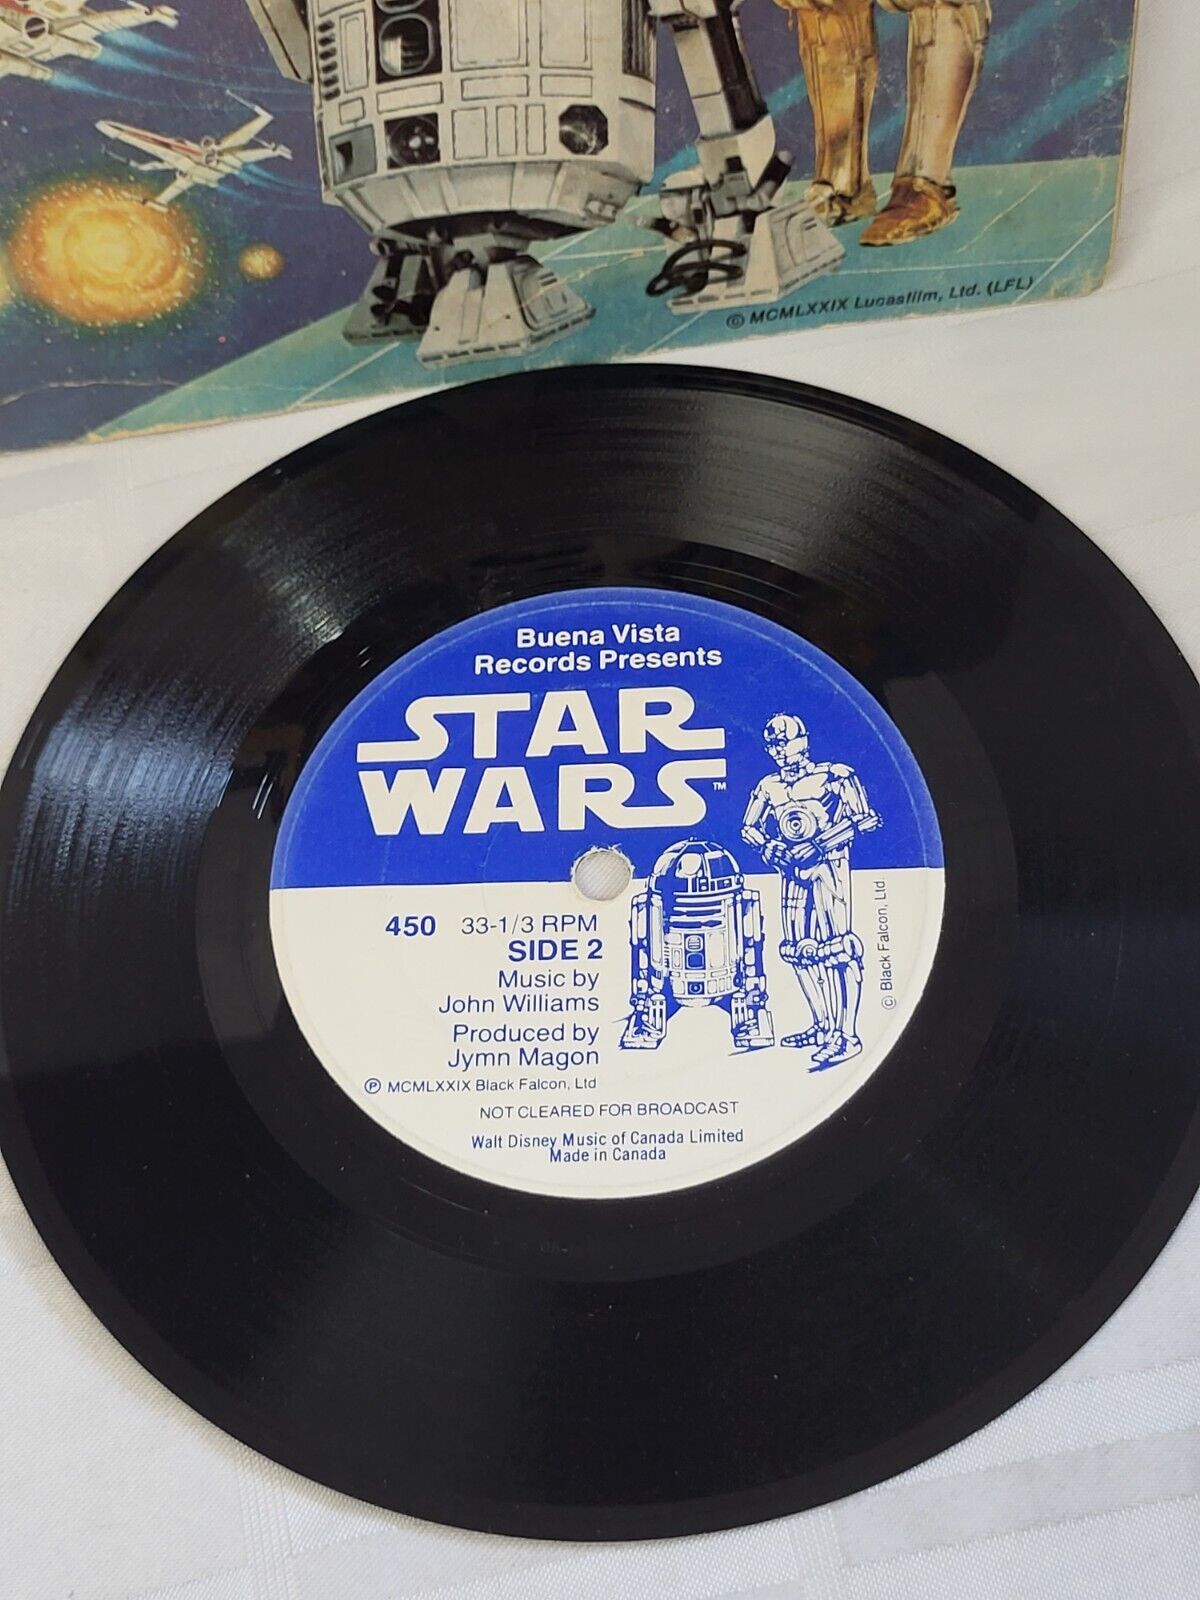 © MCMLXXIX Lucasfilm, Ltd. (LFL)
Buena Vista
Records Presents
STAR
WARS™
450 33-1/3 RPM
SIDE 2
Music by
John Williams
Produced by
Jymn Magon
℗ MCMLXXIX Black Falcon, Ltd
© Black Falcon, Ltd.
NOT CLEARED FOR BROADCAST
Walt Disney Music of Canada Limited
Made in Canada